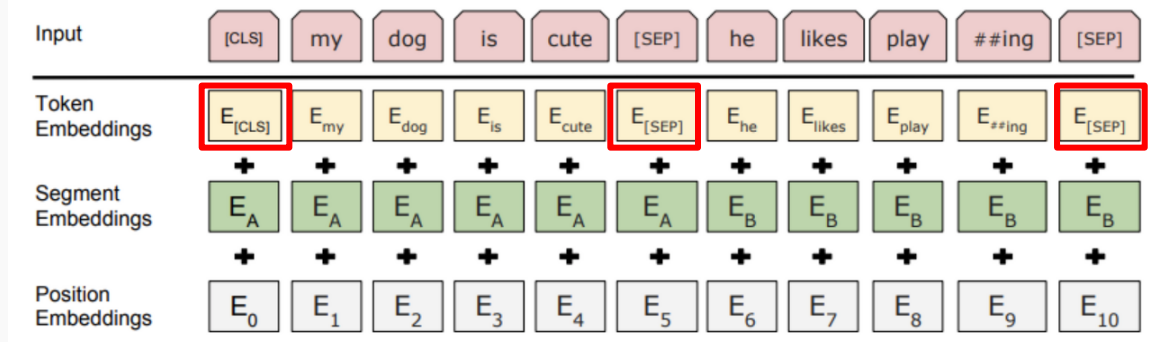 Input [CLS] my dog is cute [SEP] he likes play ##ing [SEP]
Token
Embeddings E[CLS] Emy Edog Eis Ecute E[SEP] Ehe Elikes Eplay E##ing E[SEP]
+ + + + + + + + + + +
Segment
Embeddings EA EA EA EA EA EA EB EB EB EB EB
+ + + + + + + + + + +
Position
Embeddings E0 E1 E2 E3 E4 E5 E6 E7 E8 E9 E10